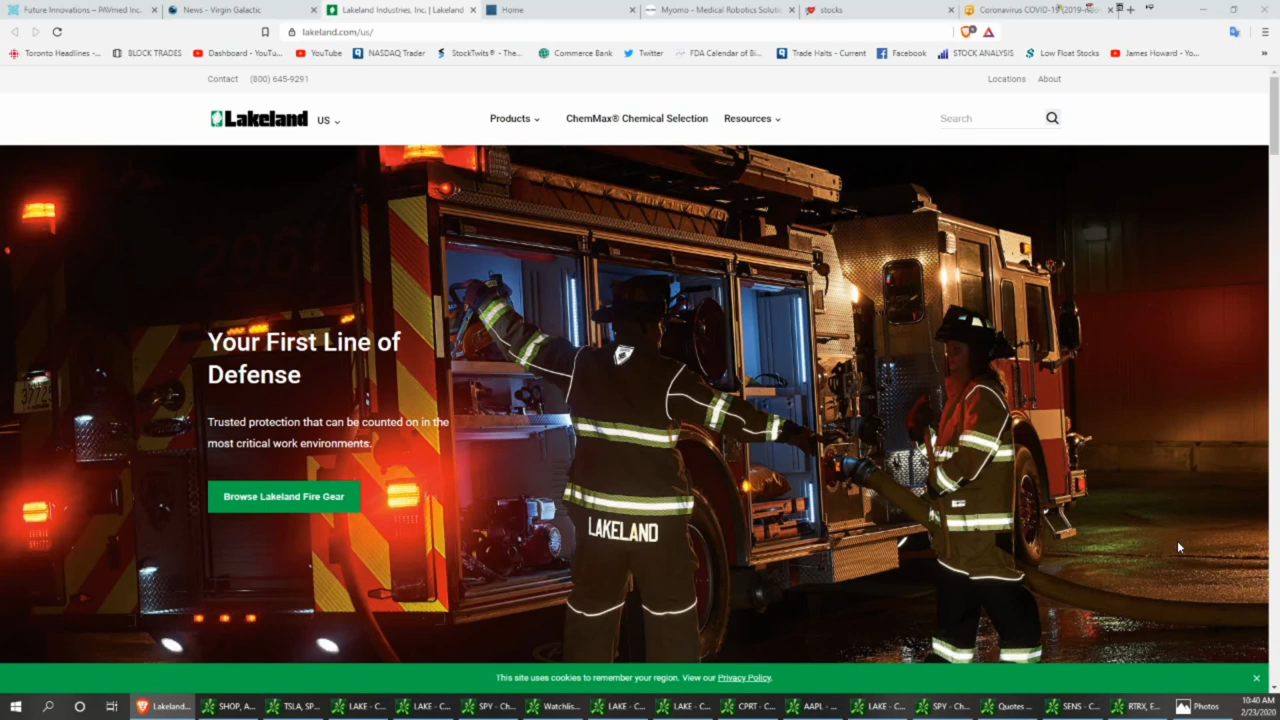 Future Innovations – PAVmed Inc.
News - Virgin Galactic
Lakeland Industries, Inc. | Lakeland
Home
Myomo - Medical Robotics Solutic
stocks
Coronavirus COVID-19 (2019-nCo
lakeland.com/us/
Toronto Headlines -...
BLOCK TRADES
Dashboard - YouTu...
YouTube
NASDAQ Trader
StockTwits® - The...
Commerce Bank
Twitter
FDA Calendar of Bi...
Trade Halts - Current
Facebook
STOCK ANALYSIS
Low Float Stocks
James Howard - Yo...
Contact (800) 645-9291
Locations About
Lakeland US
Products
ChemMax® Chemical Selection
Resources
Search
Your First Line of
Defense
Trusted protection that can be counted on in the
most critical work environments.
Browse Lakeland Fire Gear
LAKELAND
This site uses cookies to remember your region. View our Privacy Policy.
Lakeland...
SHOP, A...
TSLA, SP...
LAKE - C...
LAKE - C...
SPY - Ch...
Watchlis...
LAKE - C...
LAKE - C...
CPRT - C...
AAPL - ...
LAKE - C...
SPY - Ch...
Quotes ...
SENS - C...
RTRX, E...
Photos
10:40 AM
2/23/2020